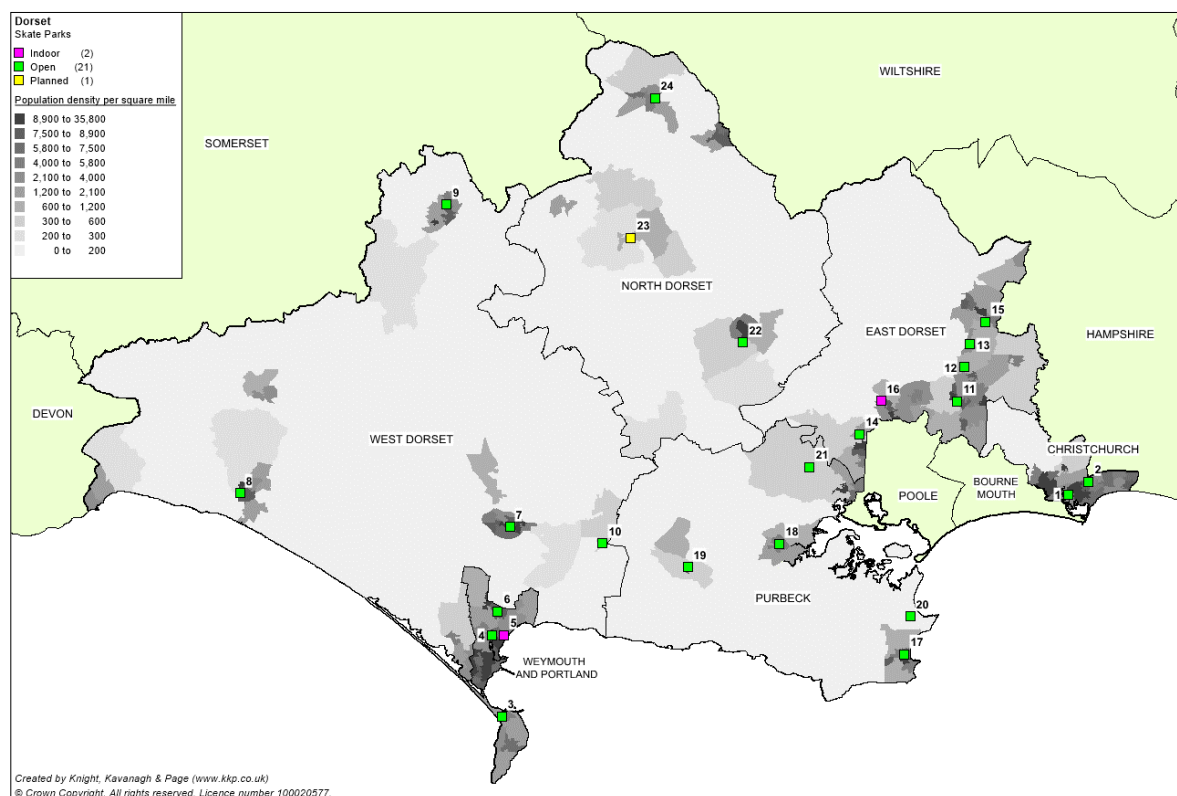 Dorset
Skate Parks
Indoor (2)
Open (21)
Planned (1)
Population density per square mile
8,900 to 35,800
7,500 to 8,900
5,800 to 7,500
4,000 to 5,800
2,100 to 4,000
1,200 to 2,100
600 to 1,200
300 to 600
200 to 300
0 to 200
WILTSHIRE
24
SOMERSET
9
23
NORTH DORSET
15
22
EAST DORSET
HAMPSHIRE
13
12
16
11
DEVON
WEST DORSET
14
CHRISTCHURCH
21
8
2
BOURNE
MOUTH
1
POOLE
7
10
18
19
PURBECK
6
20
4
5
17
WEYMOUTH
AND PORTLAND
3
Created by Knight, Kavanagh & Page (www.kkp.co.uk)
© Crown Copyright. All rights reserved. Licence number 100020577.